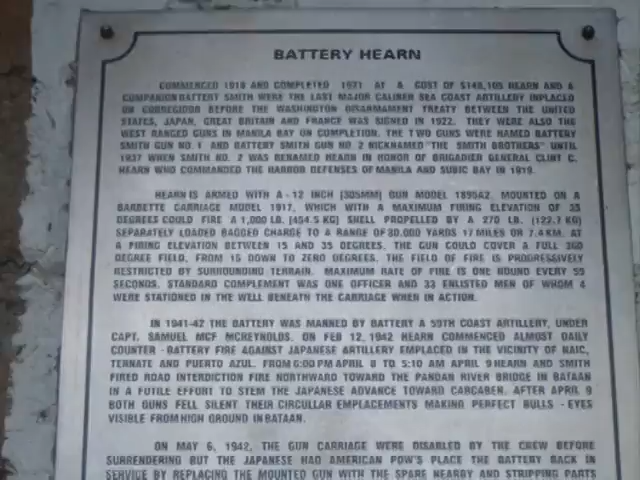 BATTERY HEARN
COMMENCED 1918 AND COMPLETED 1921 AT A COST OF $148,105 HEARN AND A
COMPANION BATTERY SMITH WERE THE LAST MAJOR CALIBER SEA COAST ARTILLERY INPLACED
ON CORREGIDOR BEFORE THE WASHINGTON DISARMAMENT TREATY BETWEEN THE UNITED
STATES, JAPAN, GREAT BRITAIN AND FRANCE WAS SIGNED IN 1922. THEY WERE ALSO THE
WEST RANGED GUNS IN MANILA BAY ON COMPLETION. THE TWO GUNS WERE NAMED BATTERY
SMITH GUN NO. 1 AND BATTERY SMITH GUN NO. 2 NICKNAMED "THE SMITH BROTHERS" UNTIL
1937 WHEN SMITH NO. 2 WAS RENAMED HEARN IN HONOR OF BRIGADIER GENERAL CLINT C.
HEARN WHO COMMANDED THE HARBOR DEFENSES OF MANILA AND SUBIC BAY IN 1919.
HEARN IS ARMED WITH A - 12 INCH (305MM) GUN MODEL 1895A2. MOUNTED ON A
BARBETTE CARRIAGE MODEL 1917, WHICH WITH A MAXIMUM FIRING ELEVATION OF 35
DEGREES COULD FIRE A 1,000 LB. (454.5 KG) SHELL PROPELLED BY A 270 LB. (122.7 KG)
SEPARATELY LOADED BAGGED CHARGE TO A RANGE OF 30,000 YARDS 17 MILES OR 7.4 KM. AT
A FIRING ELEVATION BETWEEN 15 AND 35 DEGREES. THE GUN COULD COVER A FULL 360
DEGREE FIELD, FROM 15 DOWN TO ZERO DEGREES. THE FIELD OF FIRE IS PROGRESSIVELY
RESTRICTED BY SURROUNDING TERRAIN. MAXIMUM RATE OF FIRE IS ONE ROUND EVERY 55
SECONDS. STANDARD COMPLEMENT WAS ONE OFFICER AND 33 ENLISTED MEN OF WHOM 4
WERE STATIONED IN THE WELL BENEATH THE CARRIAGE WHEN IN ACTION.
IN 1941-42 THE BATTERY WAS MANNED BY BATTERY A 59TH COAST ARTILLERY, UNDER
CAPT. SAMUEL MCF MCREYNOLDS. ON FEB 12, 1942 HEARN COMMENCED ALMOST DAILY
COUNTER - BATTERY FIRE AGAINST JAPANESE ARTILLERY EMPLACED IN THE VICINITY OF NAIC,
TERNATE AND PUERTO AZUL. FROM 6:00 PM APRIL 8 TO 5:10 AM APRIL 9 HEARN AND SMITH
FIRED ROAD INTERDICTION FIRE NORTHWARD TOWARD THE PANDAN RIVER BRIDGE IN BATAAN
IN A FUTILE EFFORT TO STEM THE JAPANESE ADVANCE TOWARD CABCABEN. AFTER APRIL 9
BOTH GUNS FELL SILENT THEIR CIRCULAR EMPLACEMENTS MAKING PERFECT BULLS - EYES
VISIBLE FROM HIGH GROUND IN BATAAN.
ON MAY 6, 1942, THE GUN CARRIAGE WERE DISABLED BY THE CREW BEFORE
SURRENDERING BUT THE JAPANESE HAD AMERICAN POW'S PLACE THE BATTERY BACK IN
SERVICE BY REPLACING THE MOUNTED GUN WITH THE SPARE NEARBY AND STRIPPING PARTS